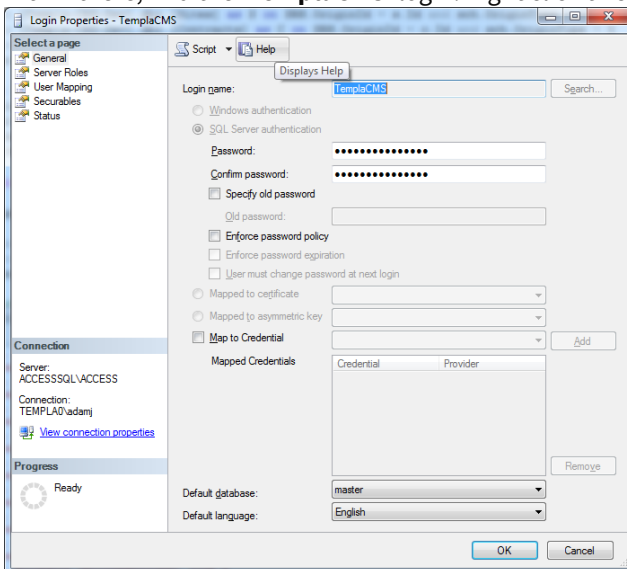 Login Properties - TemplaCMS
Select a page
General
Server Roles
User Mapping
Securables
Status
Script
Help
Displays Help
Login name:
TemplaCMS
Search...
Windows authentication
SQL Server authentication
Password:
●●●●●●●●●●●●●●●
Confirm password:
●●●●●●●●●●●●●●●
Specify old password
Old password:
Enforce password policy
Enforce password expiration
User must change password at next login
Mapped to certificate
Mapped to asymmetric key
Map to Credential
Add
Mapped Credentials
Credential Provider
Remove
Default database:
master
Default language:
English
Connection
Server:
ACCESSSQL\ACCESS
Connection:
TEMPLA0\adamj
View connection properties
Progress
Ready
OK
Cancel